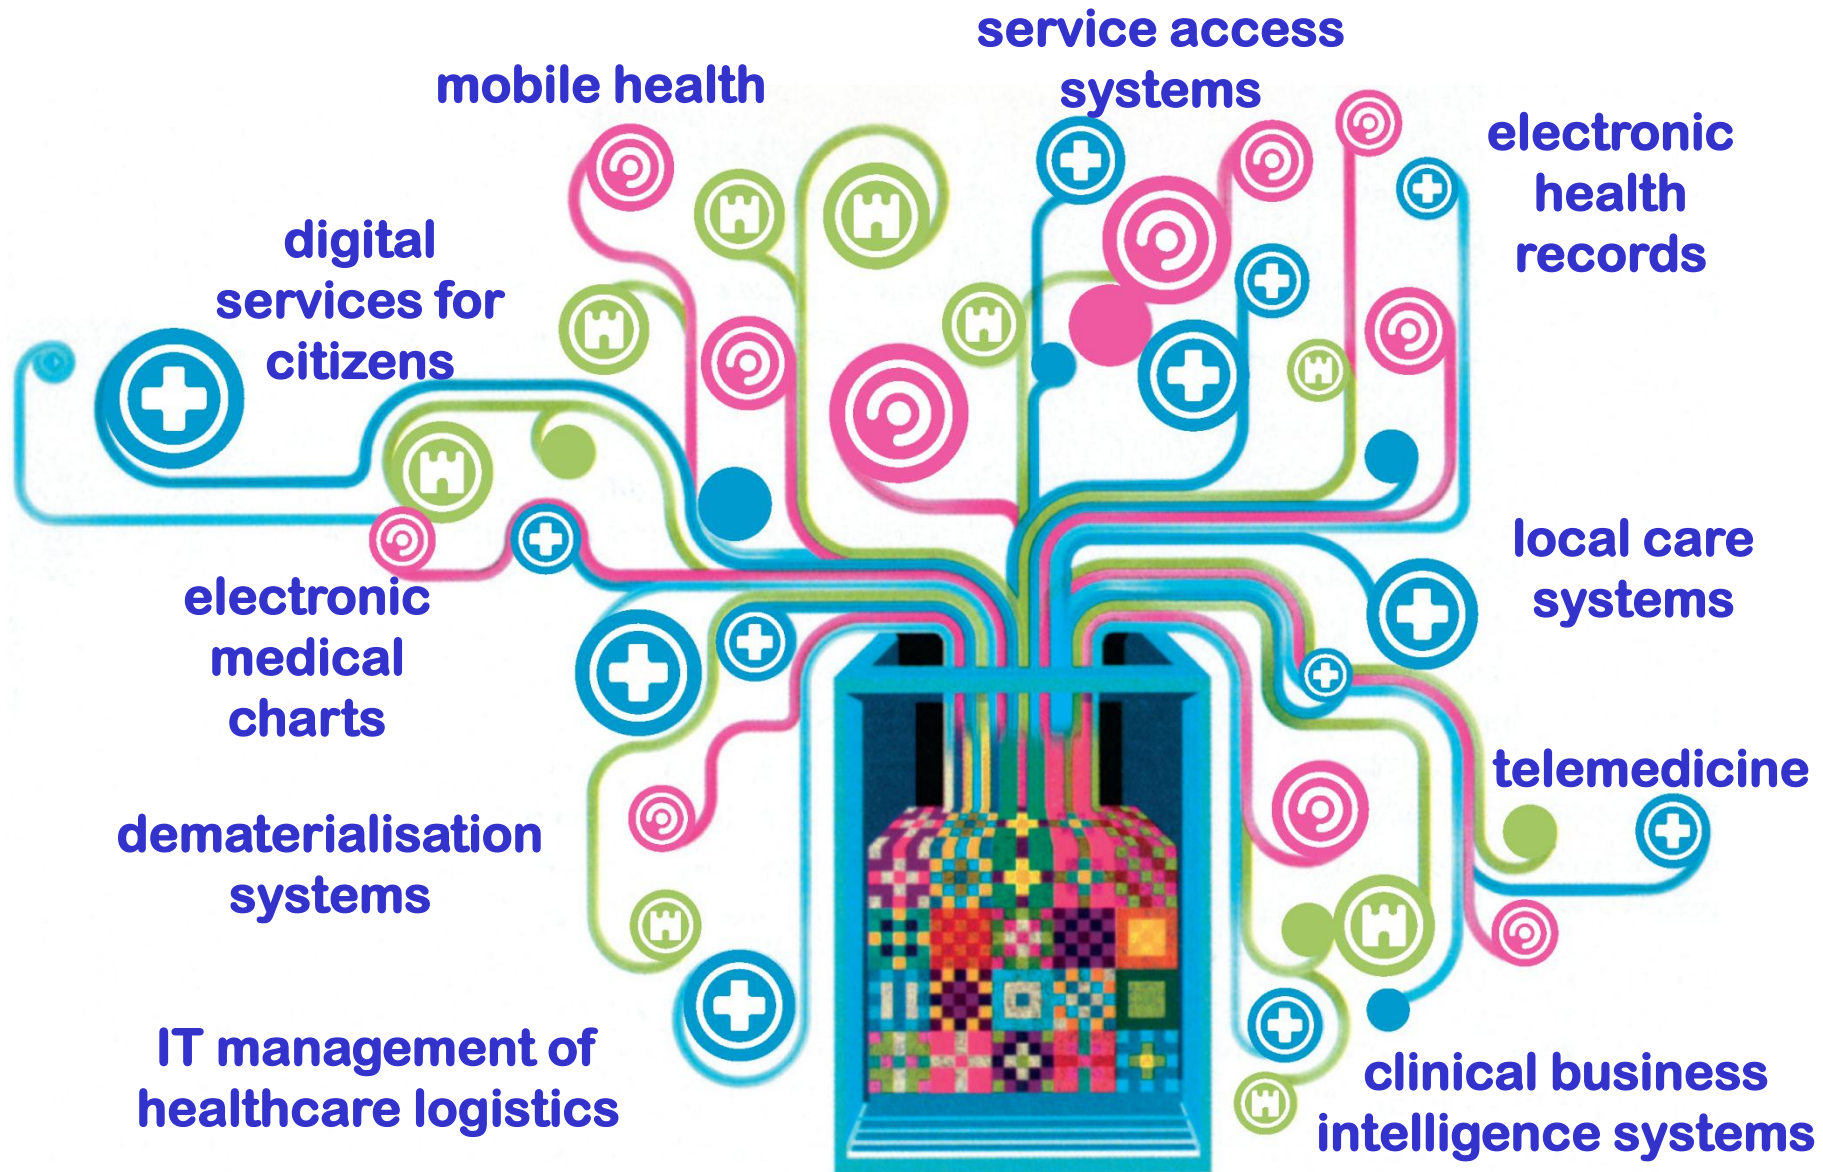 service access
systems
mobile health
electronic
health
records
digital
services for
citizens
local care
systems
electronic
medical
charts
telemedicine
dematerialisation
systems
IT management of
healthcare logistics
clinical business
intelligence systems